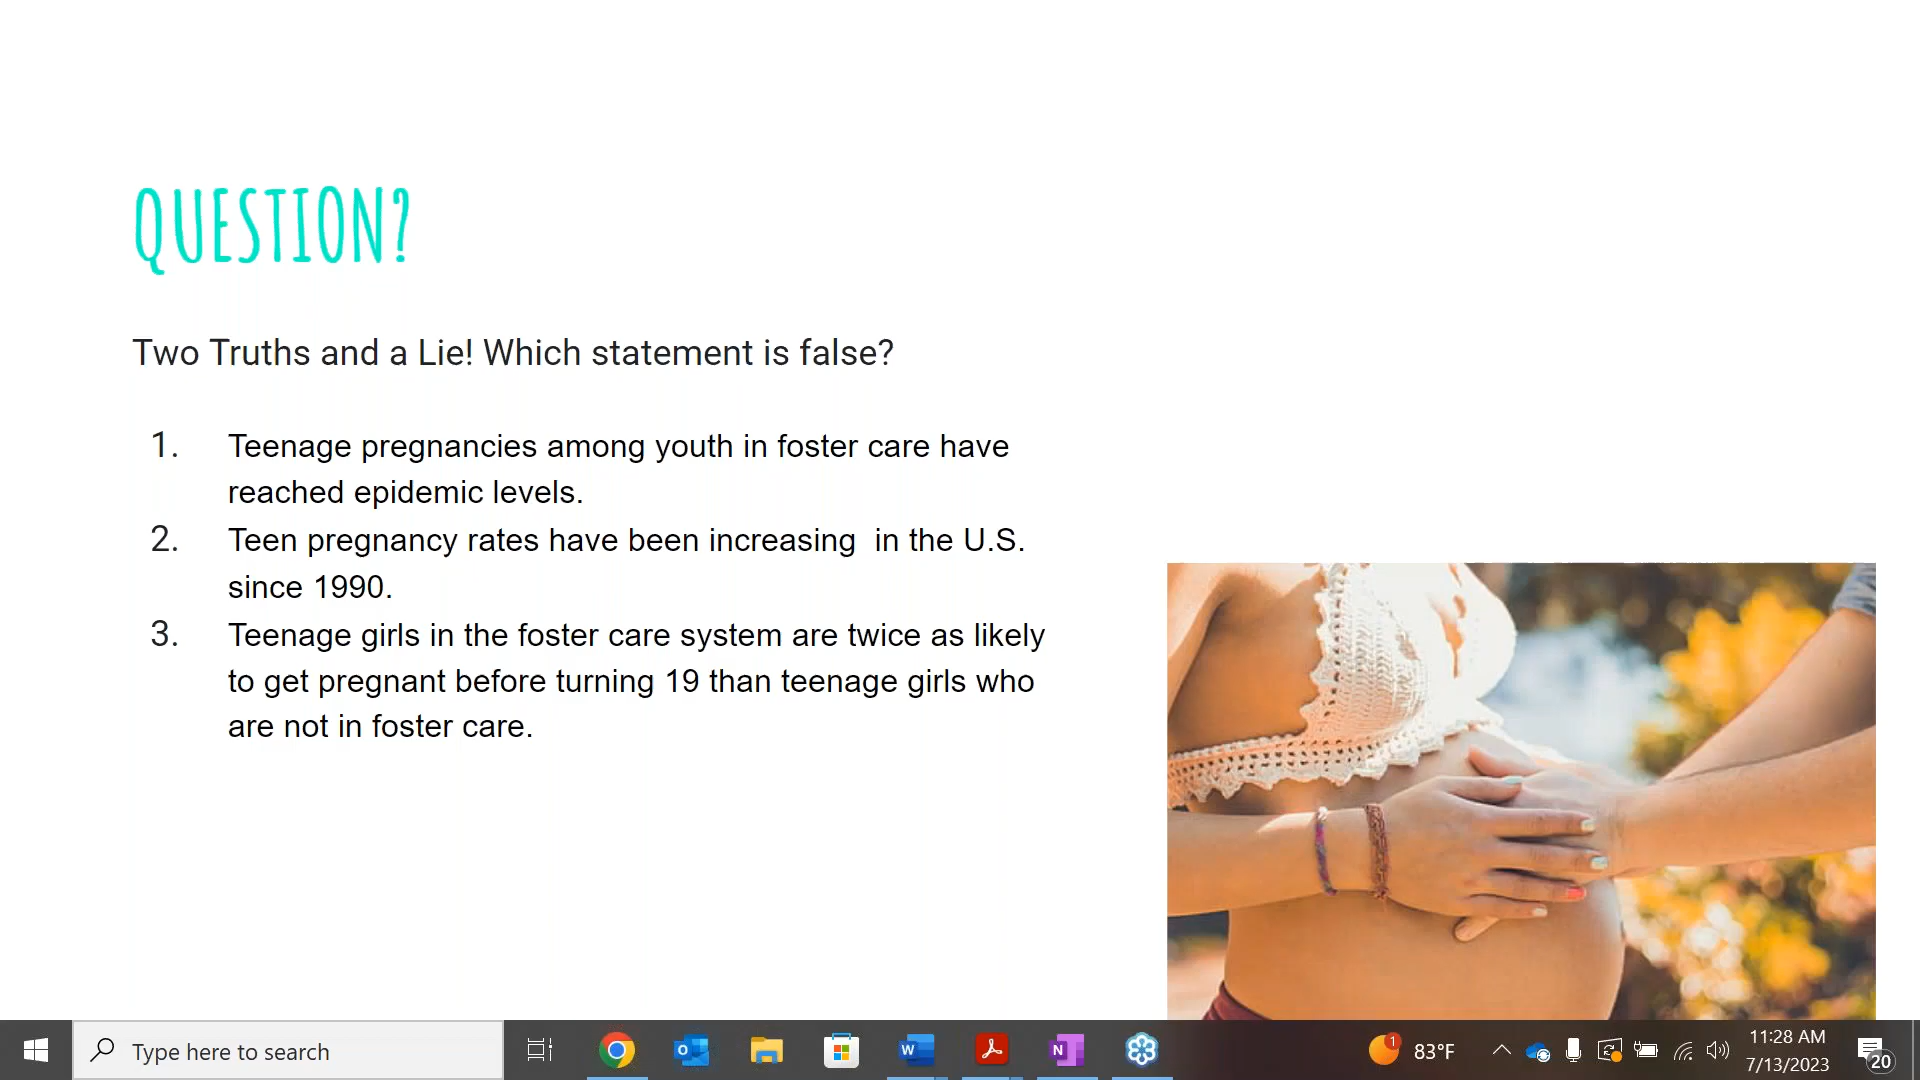 QUESTION?
Two Truths and a Lie! Which statement is false?
1. Teenage pregnancies among youth in foster care have
reached epidemic levels.
2. Teen pregnancy rates have been increasing  in the U.S.
since 1990.
3. Teenage girls in the foster care system are twice as likely
to get pregnant before turning 19 than teenage girls who
are not in foster care.
Type here to search
O
W
N
1
83°F
11:28 AM
7/13/2023
20